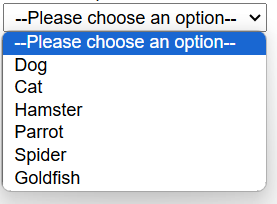 --Please choose an option--
--Please choose an option--
Dog
Cat
Hamster
Parrot
Spider
Goldfish